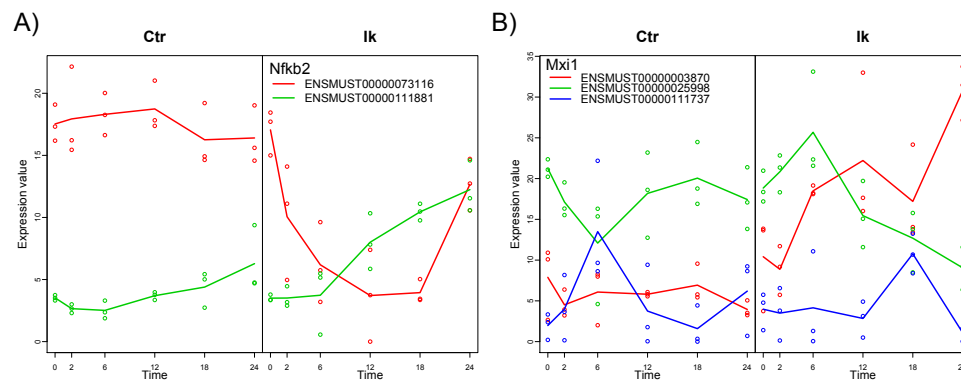 A)
Ctr
Ik
Expression value
20
15
10
5
0
Nfkb2
ENSMUST00000073116
ENSMUST00000111881
0 2 6 12 18 24
0 2 6 12 18 24
Time
Time
B)
Ctr
Ik
Expression value
35
30
25
20
15
10
5
0
Mxi1
ENSMUST00000003870
ENSMUST00000025998
ENSMUST00000111737
0 2 6 12 18 24
0 2 6 12 18
Time
Time